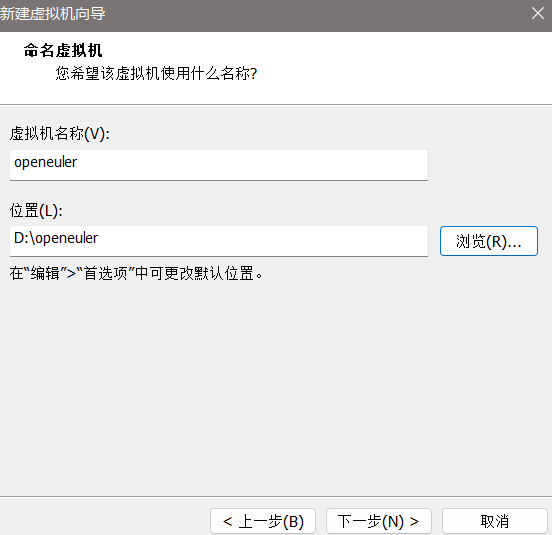 新建虚拟机向导
命名虚拟机
您希望该虚拟机使用什么名称?
虚拟机名称(V):
openeuler
位置(L):
D:\openeuler
浏览(R)...
在“编辑”>“首选项”中可更改默认位置。
< 上一步(B)
下一步(N) >
取消